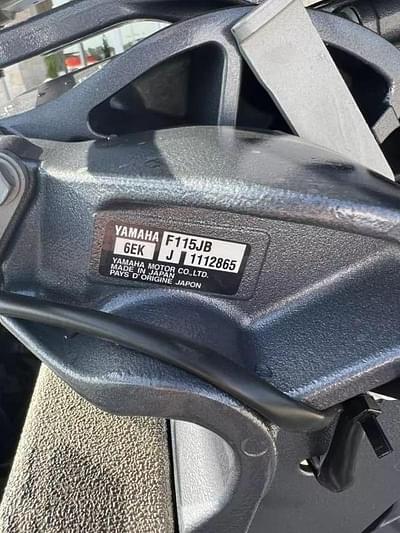 YAMAHA F115JB
6EK J 1112865
YAMAHA MOTOR CO.,LTD.
MADE IN JAPAN
PAYS D'ORIGINE JAPON